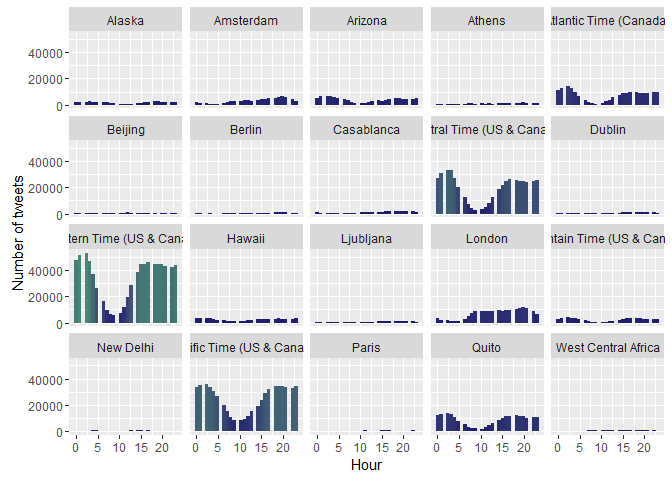 Alaska Amsterdam Arizona Athens tlantic Time (Canada
40000
20000
0
Beijing Berlin Casablanca tral Time (US & Cana Dublin
40000
20000
0
tern Time (US & Cana Hawaii Ljubljana London ntain Time (US & Cana
40000
20000
0
New Delhi ific Time (US & Cana Paris Quito West Central Africa
40000
20000
0
0 5 10 15 20 0 5 10 15 20 0 5 10 15 20 0 5 10 15 20 0 5 10 15 20
Hour
Number of tweets